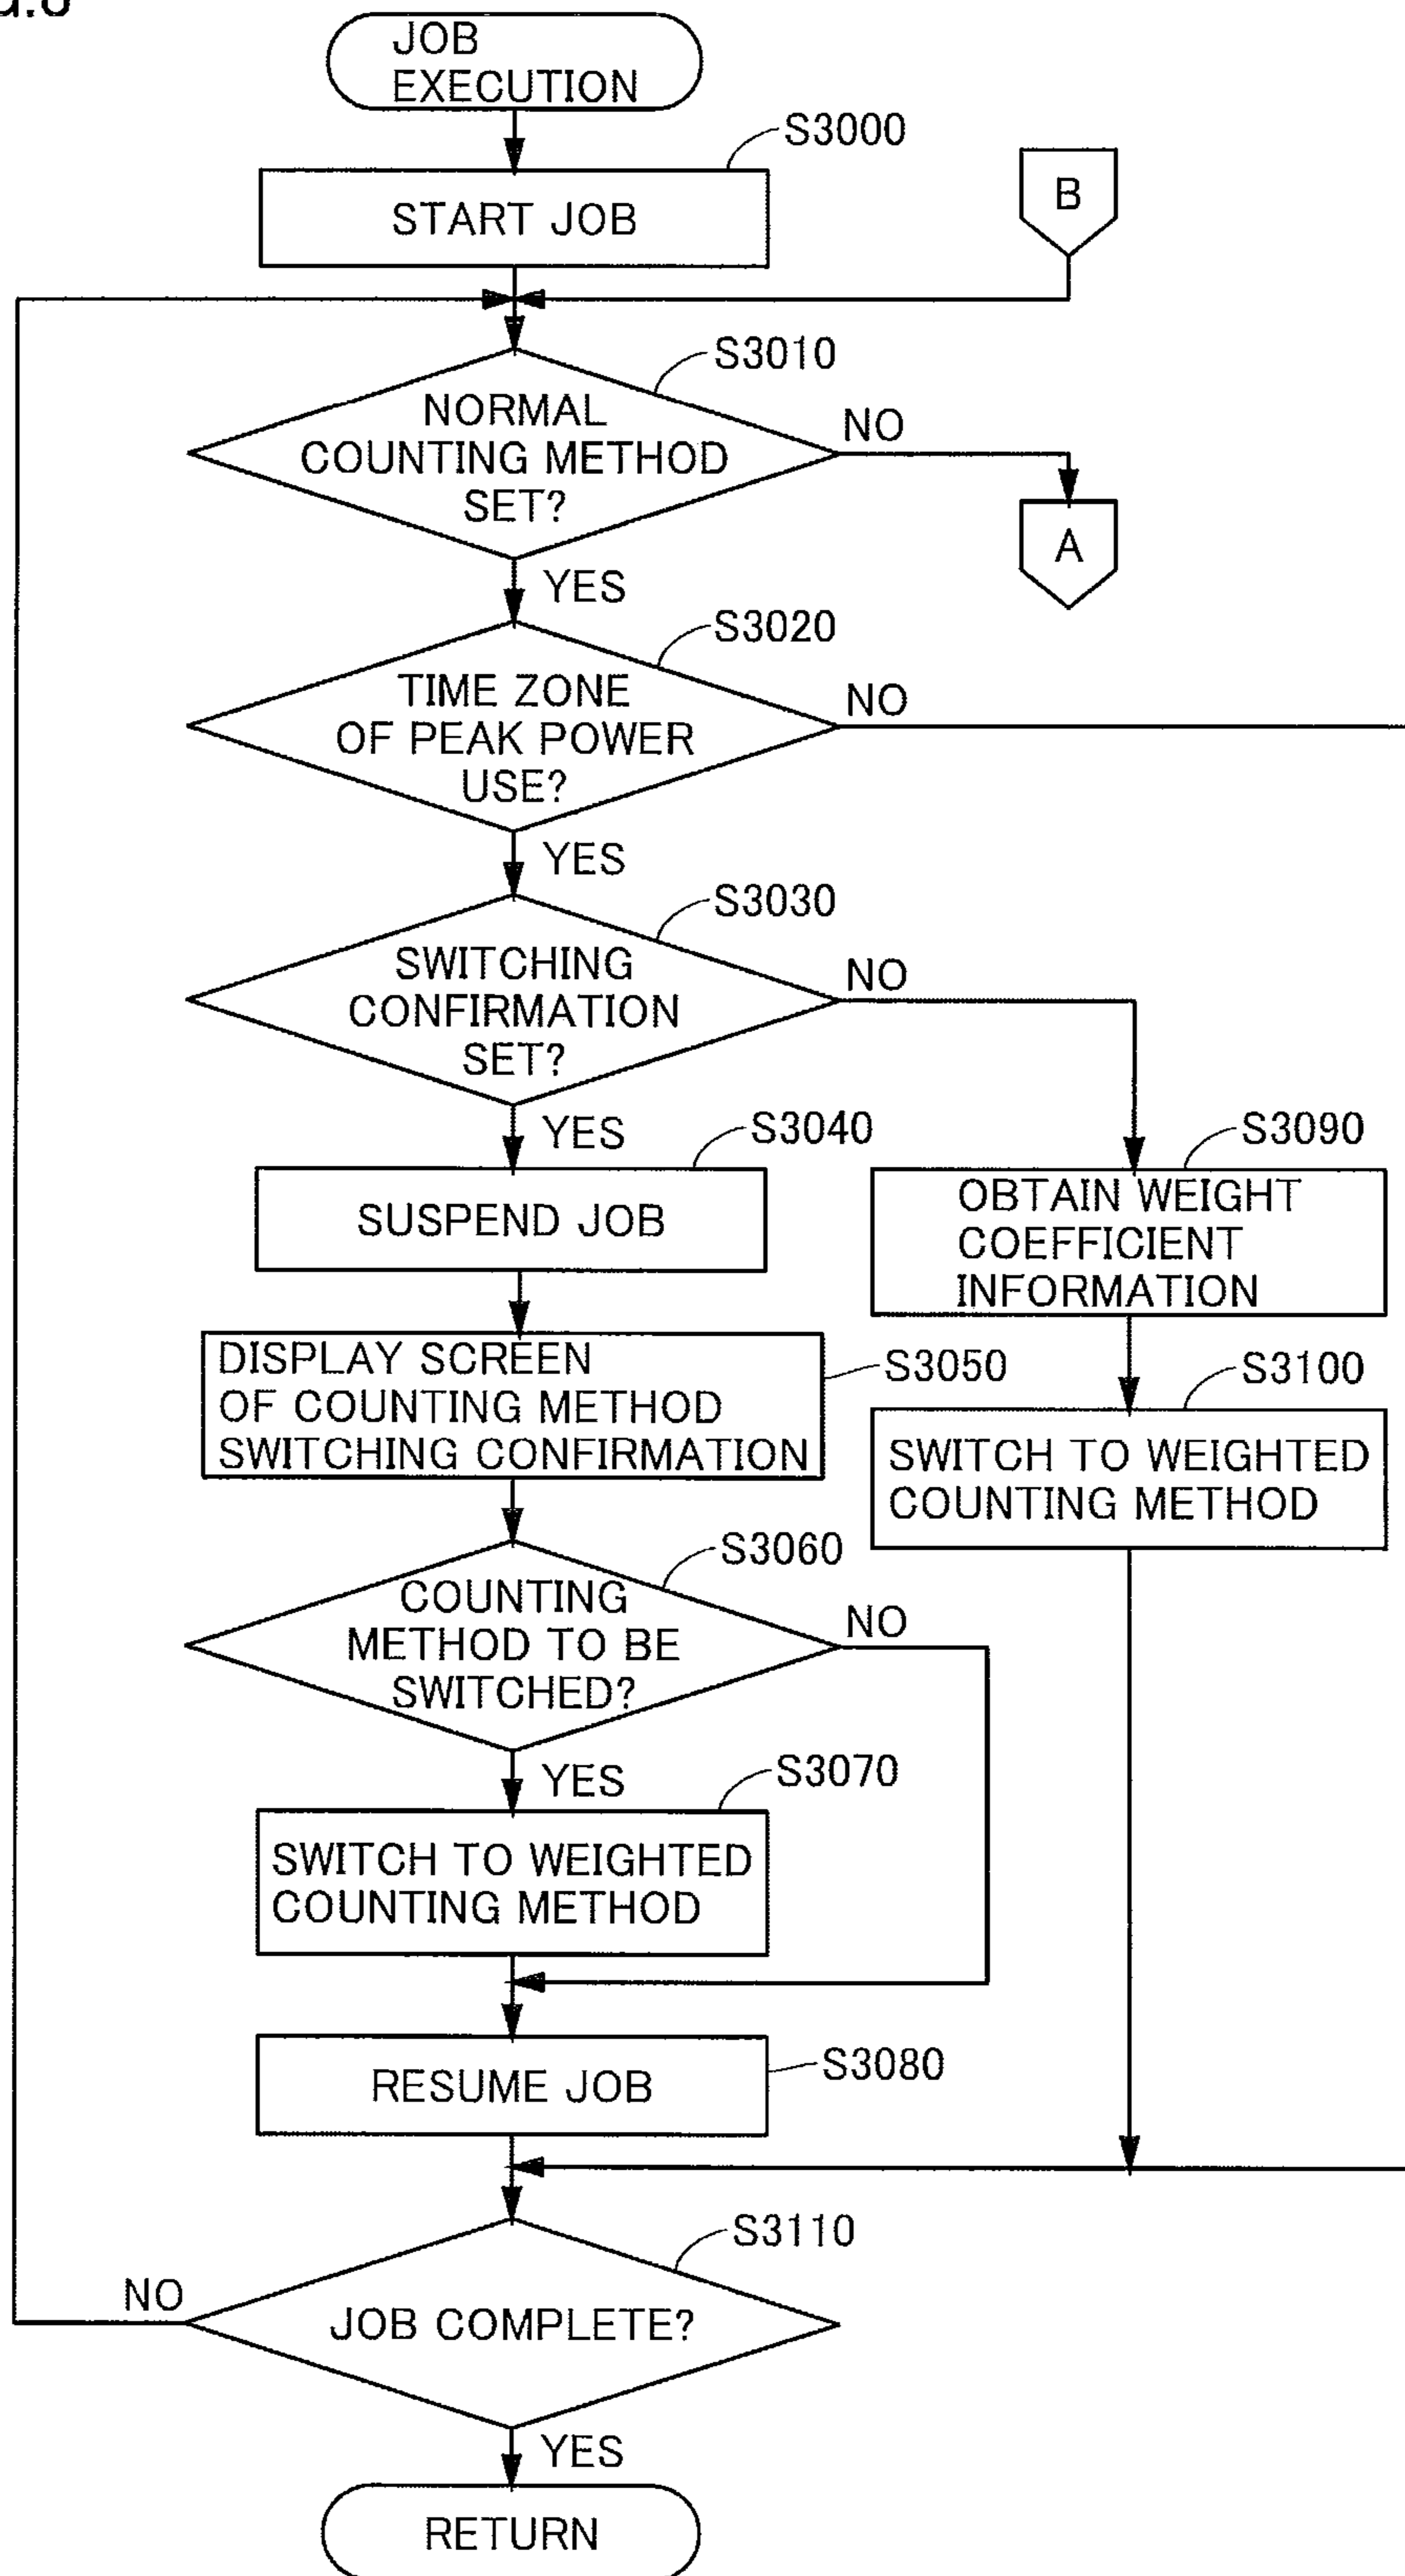 JOB
EXECUTION
S3000
START JOB
B
S3010
NORMAL
COUNTING METHOD
SET?
NO
A
YES
S3020
TIME ZONE
OF PEAK POWER
USE?
NO
YES
S3030
SWITCHING
CONFIRMATION
SET?
NO
YES
S3040
SUSPEND JOB
S3090
OBTAIN WEIGHT
COEFFICIENT
INFORMATION
DISPLAY SCREEN
OF COUNTING METHOD
SWITCHING CONFIRMATION
S3050
S3100
SWITCH TO WEIGHTED
COUNTING METHOD
S3060
COUNTING
METHOD TO BE
SWITCHED?
NO
YES
S3070
SWITCH TO WEIGHTED
COUNTING METHOD
RESUME JOB
S3080
S3110
NO
JOB COMPLETE?
YES
RETURN